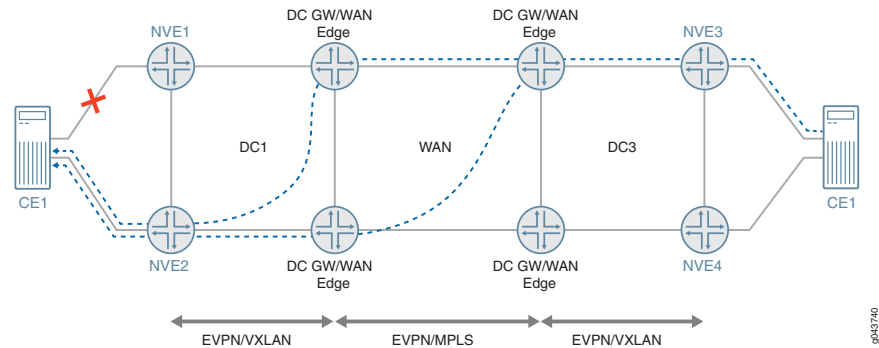 DC GW/WAN
Edge
DC GW/WAN
Edge
NVE1
NVE3
DC1
WAN
DC3
CE1
CE1
NVE2
DC GW/WAN
Edge
DC GW/WAN
Edge
NVE4
EVPN/VXLAN
EVPN/MPLS
EVPN/VXLAN
g043740